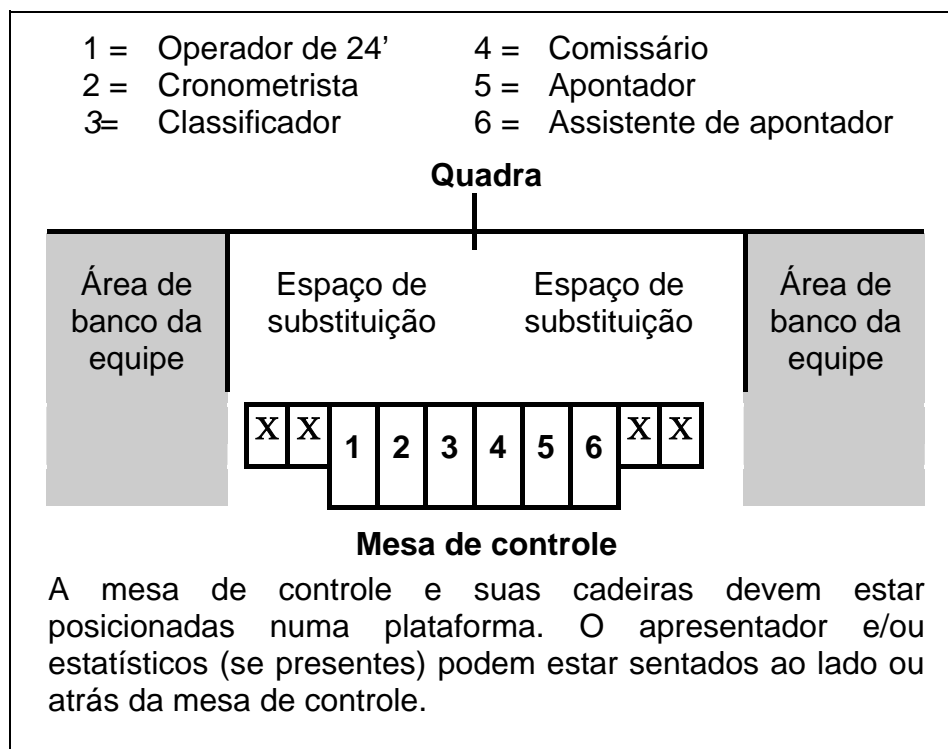 1 = Operador de 24’ 4 = Comissário
2 = Cronometrista 5 = Apontador
3= Classificador 6 = Assistente de apontador
Quadra
Área de banco da equipe
Espaço de substituição
Espaço de substituição
Área de banco da equipe
X X 1 2 3 4 5 6 X X
Mesa de controle
A mesa de controle e suas cadeiras devem estar
posicionadas numa plataforma. O apresentador e/ou
estatísticos (se presentes) podem estar sentados ao lado ou
atrás da mesa de controle.